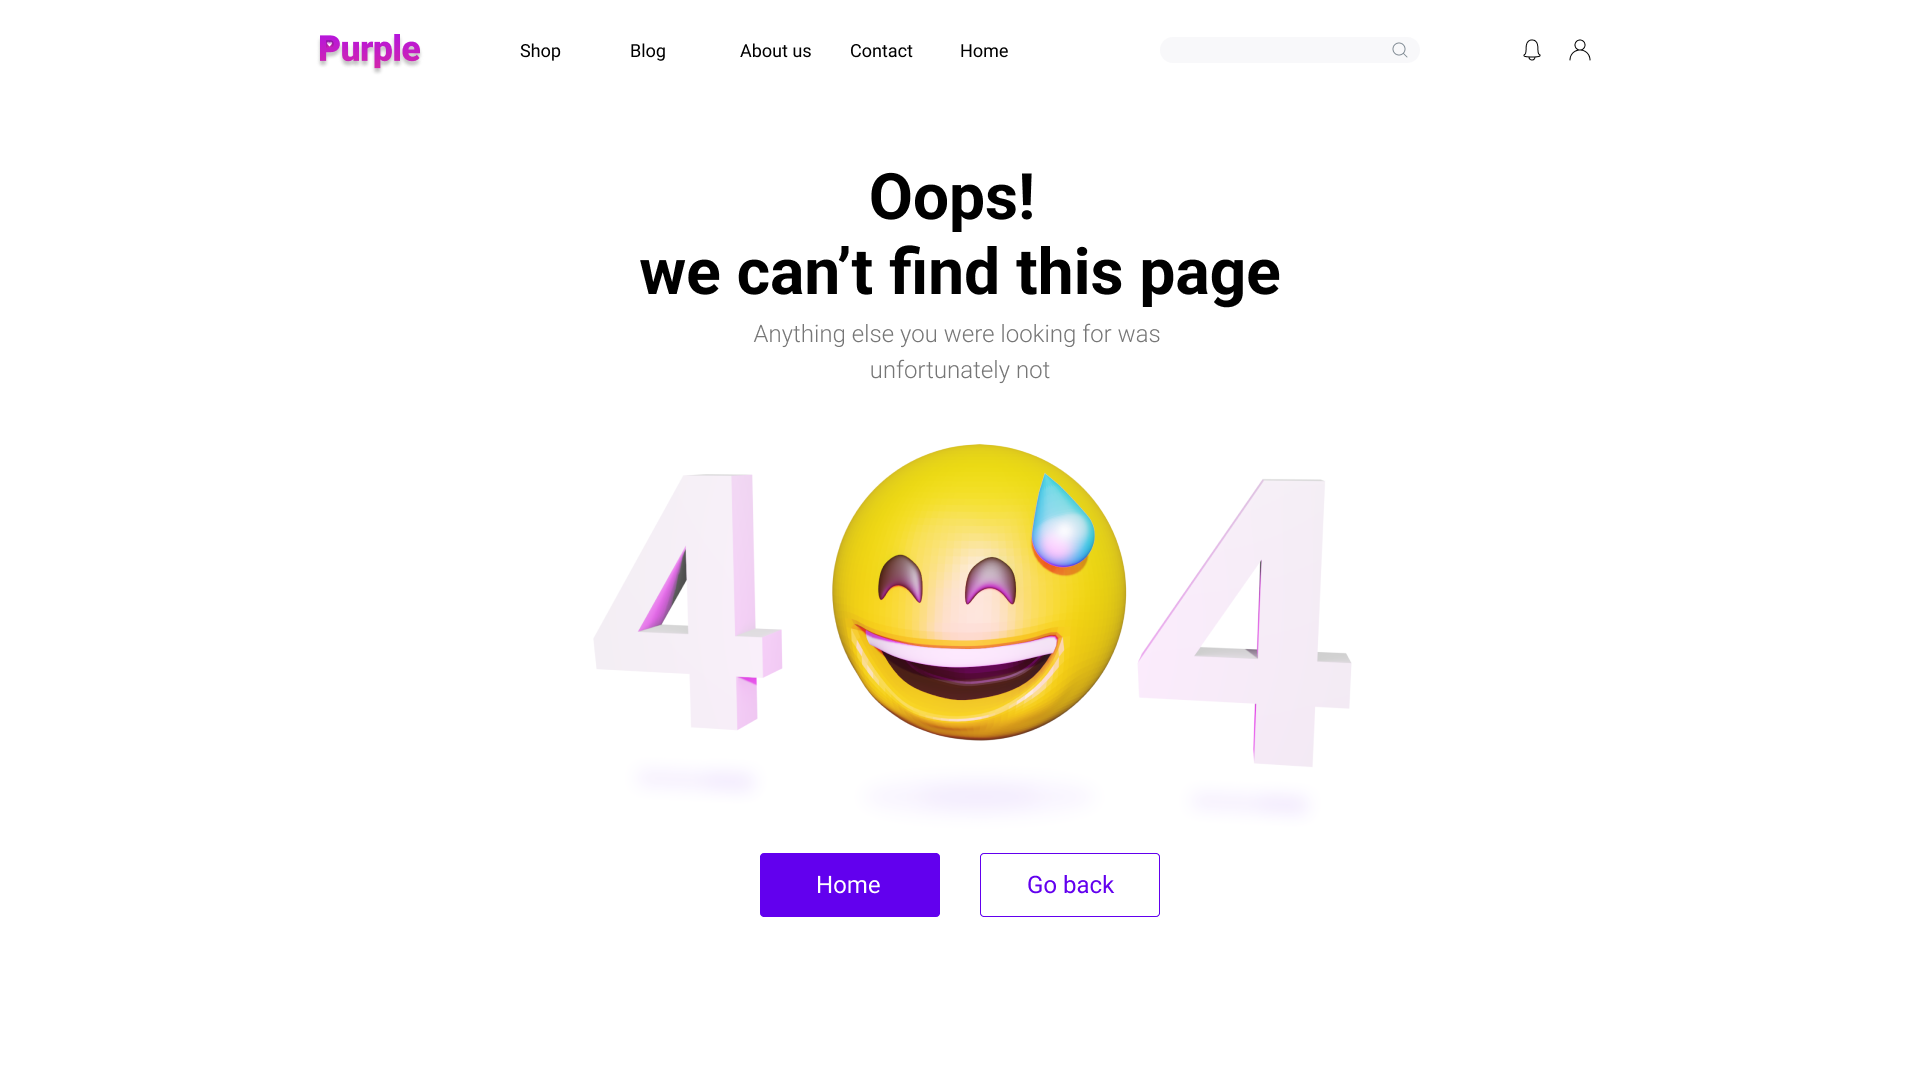 Purple
Shop Blog About us Contact Home
Oops!
we can’t find this page
Anything else you were looking for was
unfortunately not
4 4
Home Go back